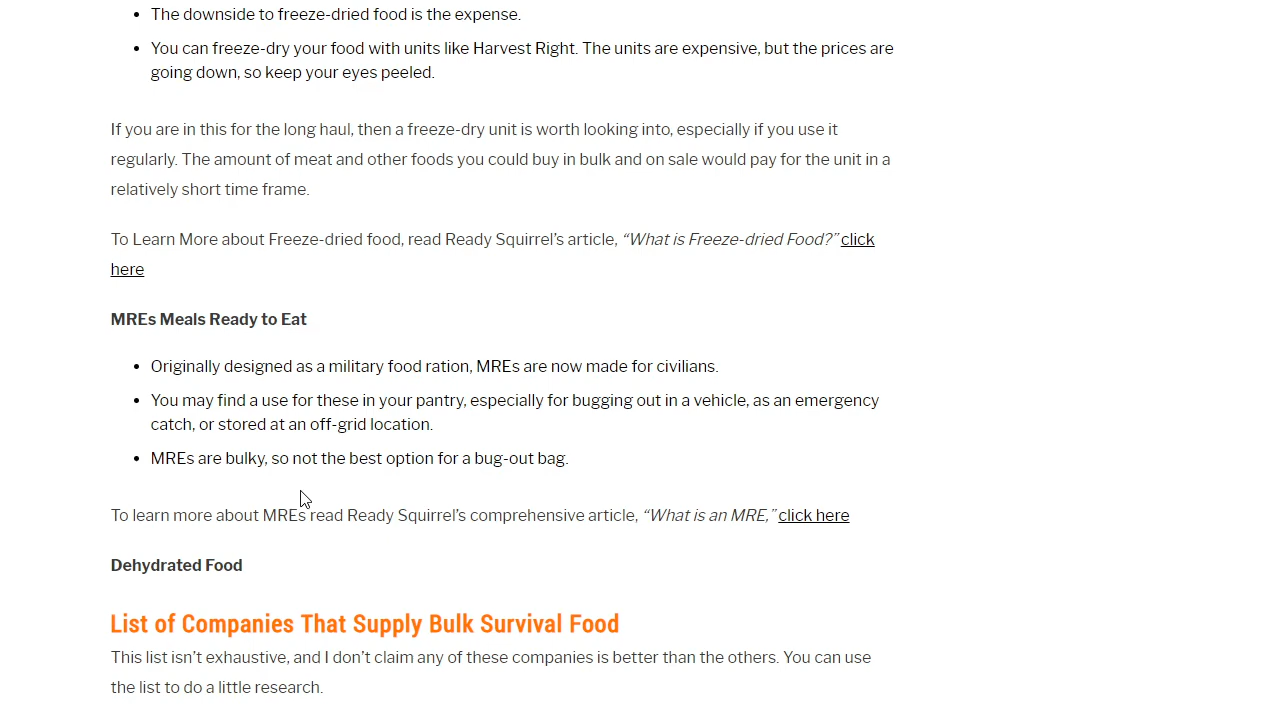 The downside to freeze-dried food is the expense.
You can freeze-dry your food with units like Harvest Right. The units are expensive, but the prices are
going down, so keep your eyes peeled.
If you are in this for the long haul, then a freeze-dry unit is worth looking into, especially if you use it
regularly. The amount of meat and other foods you could buy in bulk and on sale would pay for the unit in a
relatively short time frame.
To Learn More about Freeze-dried food, read Ready Squirrel’s article, “What is Freeze-dried Food?” click
here
MREs Meals Ready to Eat
Originally designed as a military food ration, MREs are now made for civilians.
You may find a use for these in your pantry, especially for bugging out in a vehicle, as an emergency
catch, or stored at an off-grid location.
MREs are bulky, so not the best option for a bug-out bag.
To learn more about MREs read Ready Squirrel’s comprehensive article, “What is an MRE,” click here
Dehydrated Food
List of Companies That Supply Bulk Survival Food
This list isn’t exhaustive, and I don’t claim any of these companies is better than the others. You can use
the list to do a little research.